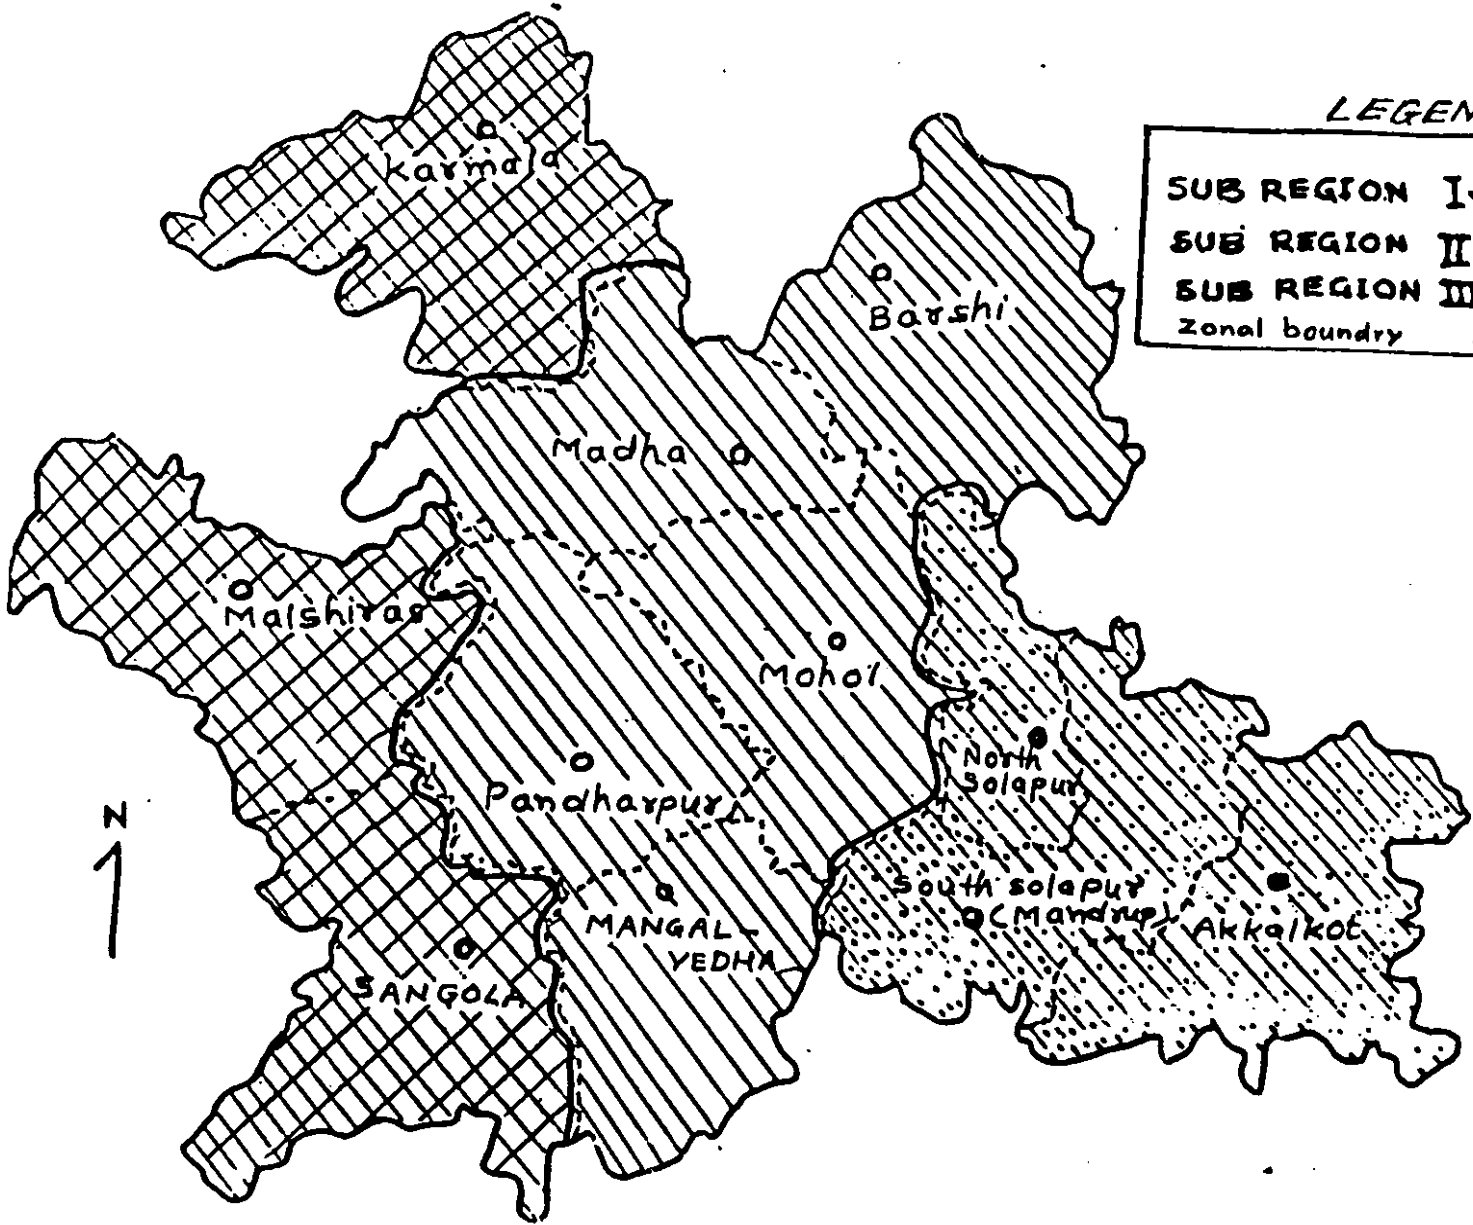 LEGEN
SUB REGION I
SUB REGION II
SUB REGION III
Zonal boundry
Karmala
Barshi
Madha
Malshiras
Mohol
North
Solapur
Pandharpur
N
South solapur
(Mandrup)
Akkalkot
MANGAL-
YEDHA
SANGOLA